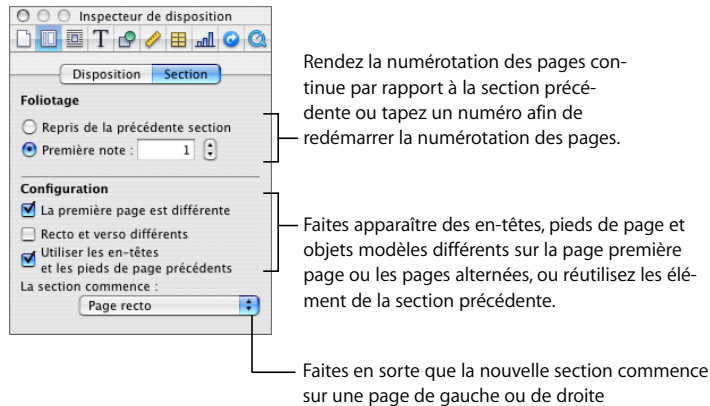 Inspecteur de disposition
T
Disposition Section
Foliotage
Repris de la précédente section
Première note : 1
Configuration
La première page est différente
Recto et verso différents
Utiliser les en-têtes
et les pieds de page précédents
La section commence :
Page recto
Rendez la numérotation des pages con-
tinue par rapport à la section précé-
dente ou tapez un numéro afin de
redémarrer la numérotation des pages.
Faites apparaître des en-têtes, pieds de page et
objets modèles différents sur la page première
page ou les pages alternées, ou réutilisez les élé-
ment de la section précédente.
Faites en sorte que la nouvelle section commence
sur une page de gauche ou de droite